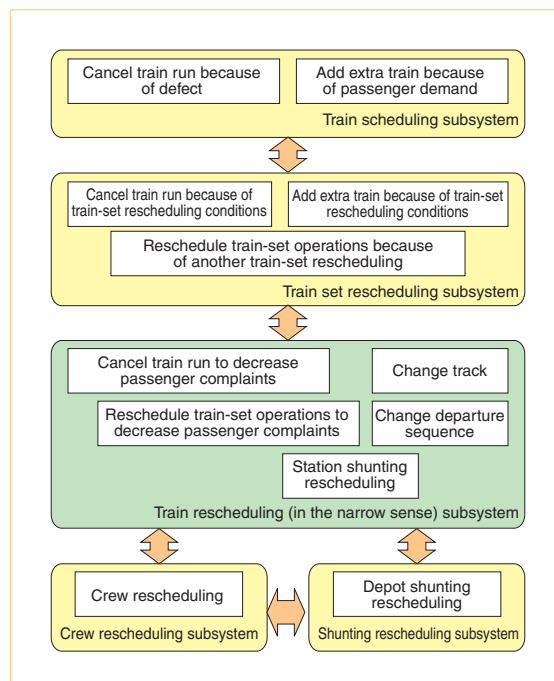 Cancel train run because
of defect
Add extra train because
of passenger demand
Train scheduling subsystem
Cancel train run because of
train-set rescheduling conditions
Add extra train because of train-set
rescheduling conditions
Reschedule train-set operations because
of another train-set rescheduling
Train set rescheduling subsystem
Cancel train run to decrease
passenger complaints
Change track
Reschedule train-set operations to
decrease passenger complaints
Change departure
sequence
Station shunting
rescheduling
Train rescheduling (in the narrow sense) subsystem
Crew rescheduling
Crew rescheduling subsystem
Depot shunting
rescheduling
Shunting rescheduling subsystem